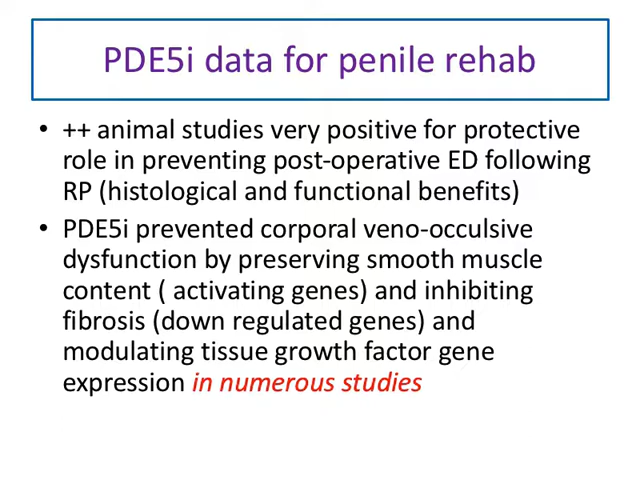 PDE5i data for penile rehab
• ++ animal studies very positive for protective
role in preventing post-operative ED following
RP (histological and functional benefits)
• PDE5i prevented corporal veno-occulsive
dysfunction by preserving smooth muscle
content ( activating genes) and inhibiting
fibrosis (down regulated genes) and
modulating tissue growth factor gene
expression in numerous studies